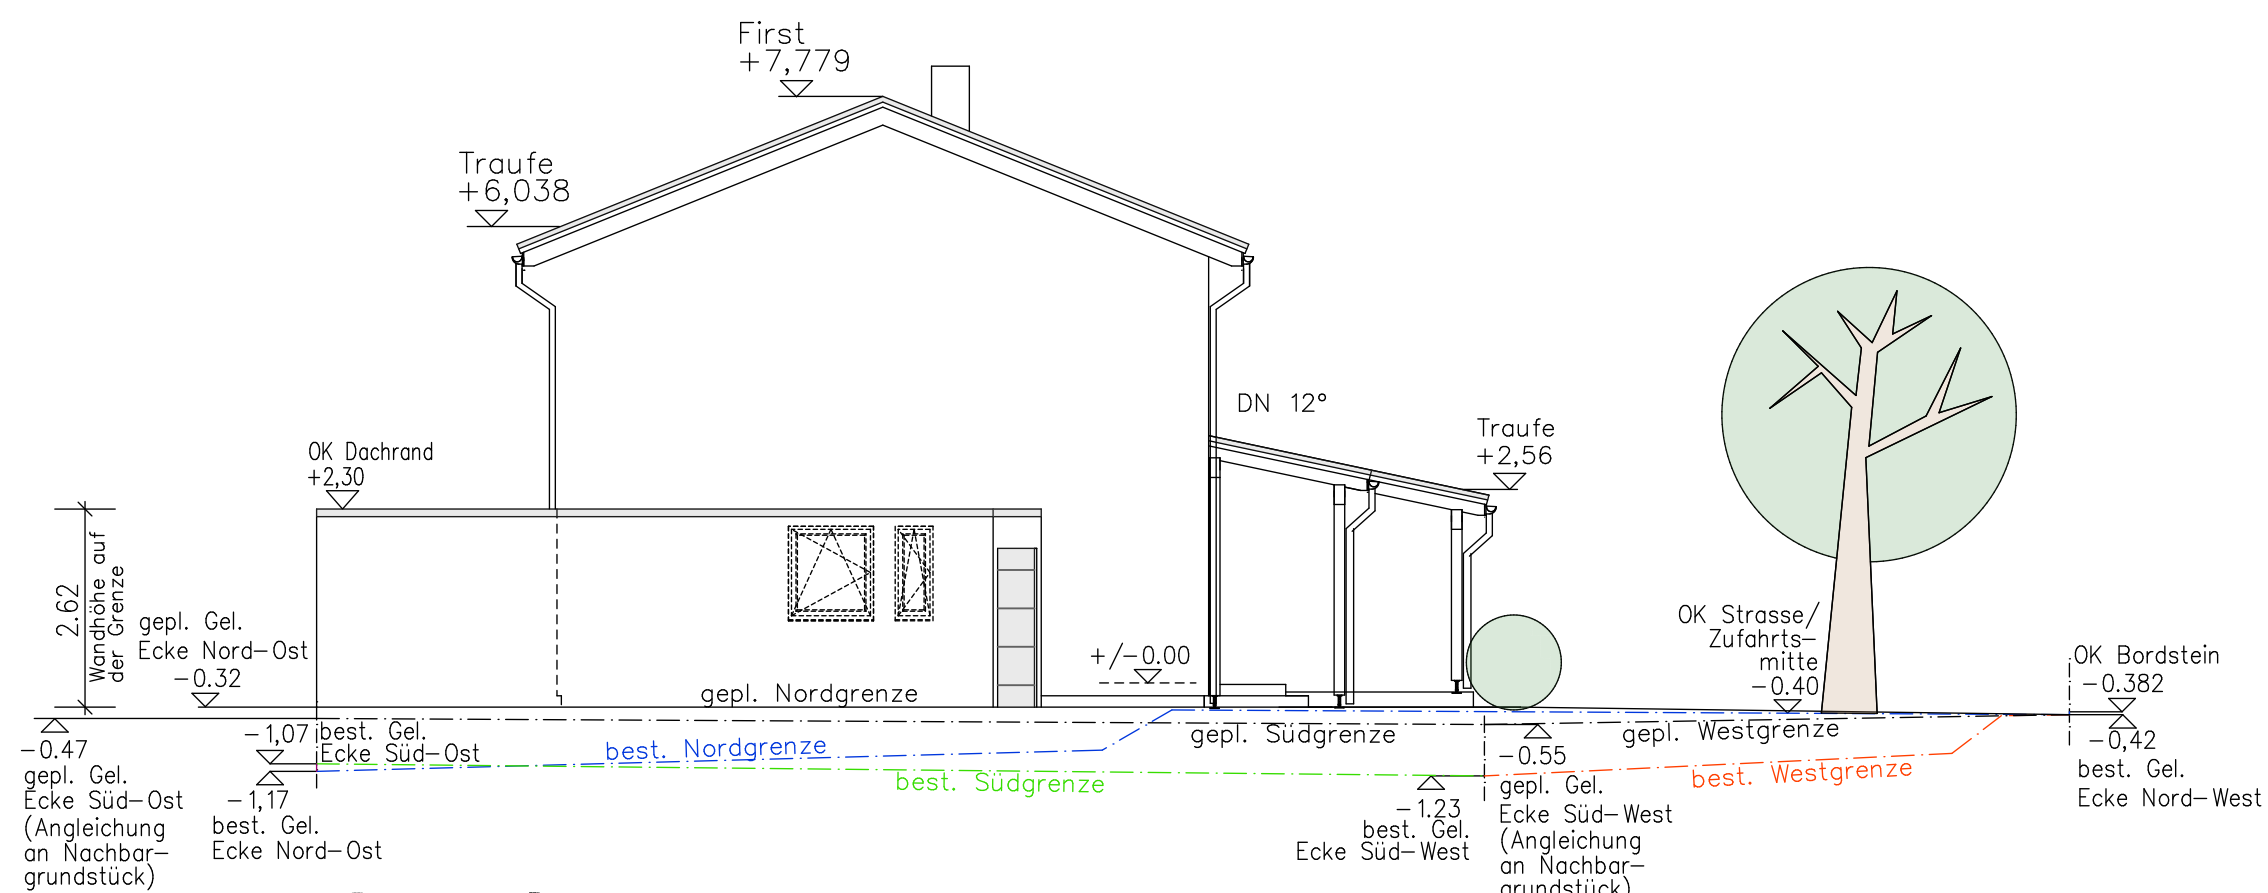 First
+7,779
Traufe
+6,038
DN 12°
Traufe
+2,56
OK Dachrand
+2,30
2.62
Wandhöhe auf
der Grenze
gepl. Gel.
Ecke Nord-Ost
-0.32
+/-0.00
OK Strasse/
Zufahrts-
mitte
-0.40
OK Bordstein
-0.382
gepl. Nordgrenze
-0.47
gepl. Gel.
Ecke Süd-Ost
(Angleichung
an Nachbar-
grundstück)
-1,07
best. Gel.
Ecke Süd-Ost
-1,17
best. Gel.
Ecke Nord-Ost
best. Nordgrenze
best. Südgrenze
gepl. Südgrenze
gepl. Westgrenze
best. Westgrenze
-1.23
best. Gel.
Ecke Süd-West
-0.55
gepl. Gel.
Ecke Süd-West
(Angleichung
an Nachbar-
grundstück)
-0,42
best. Gel.
Ecke Nord-West